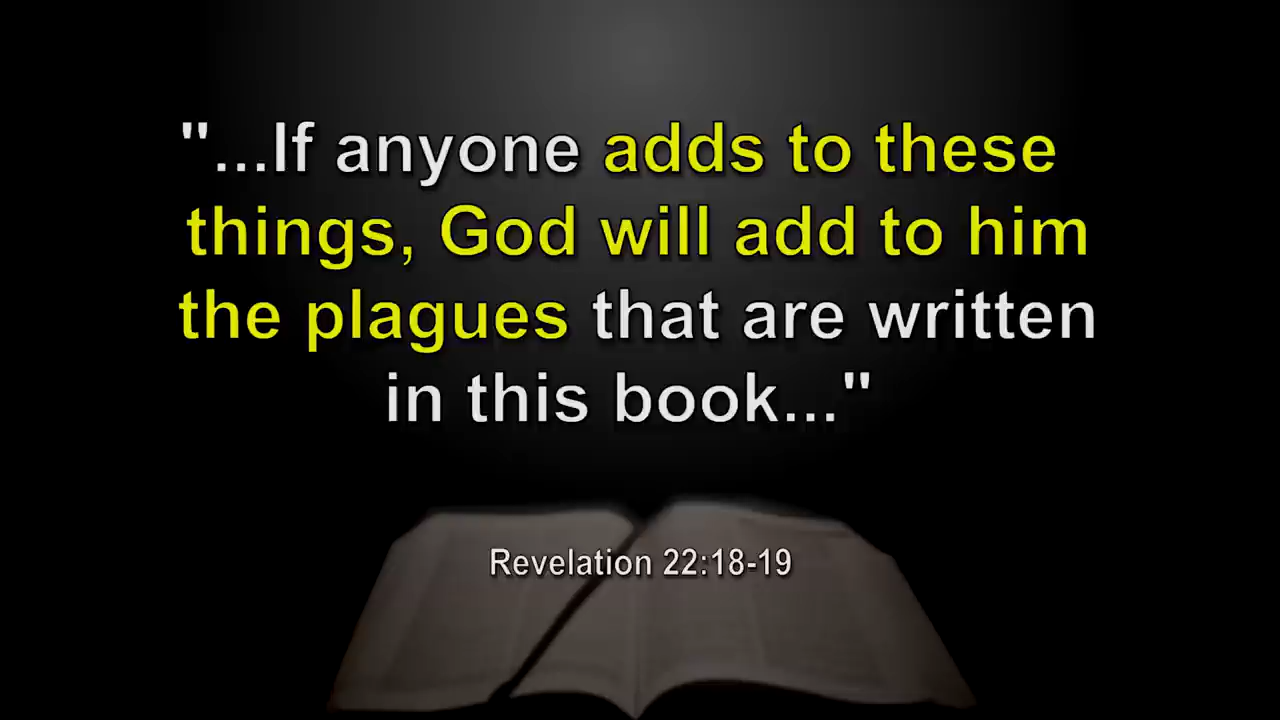 "...If anyone adds to these
things, God will add to him
the plagues that are written
in this book..."
Revelation 22:18-19